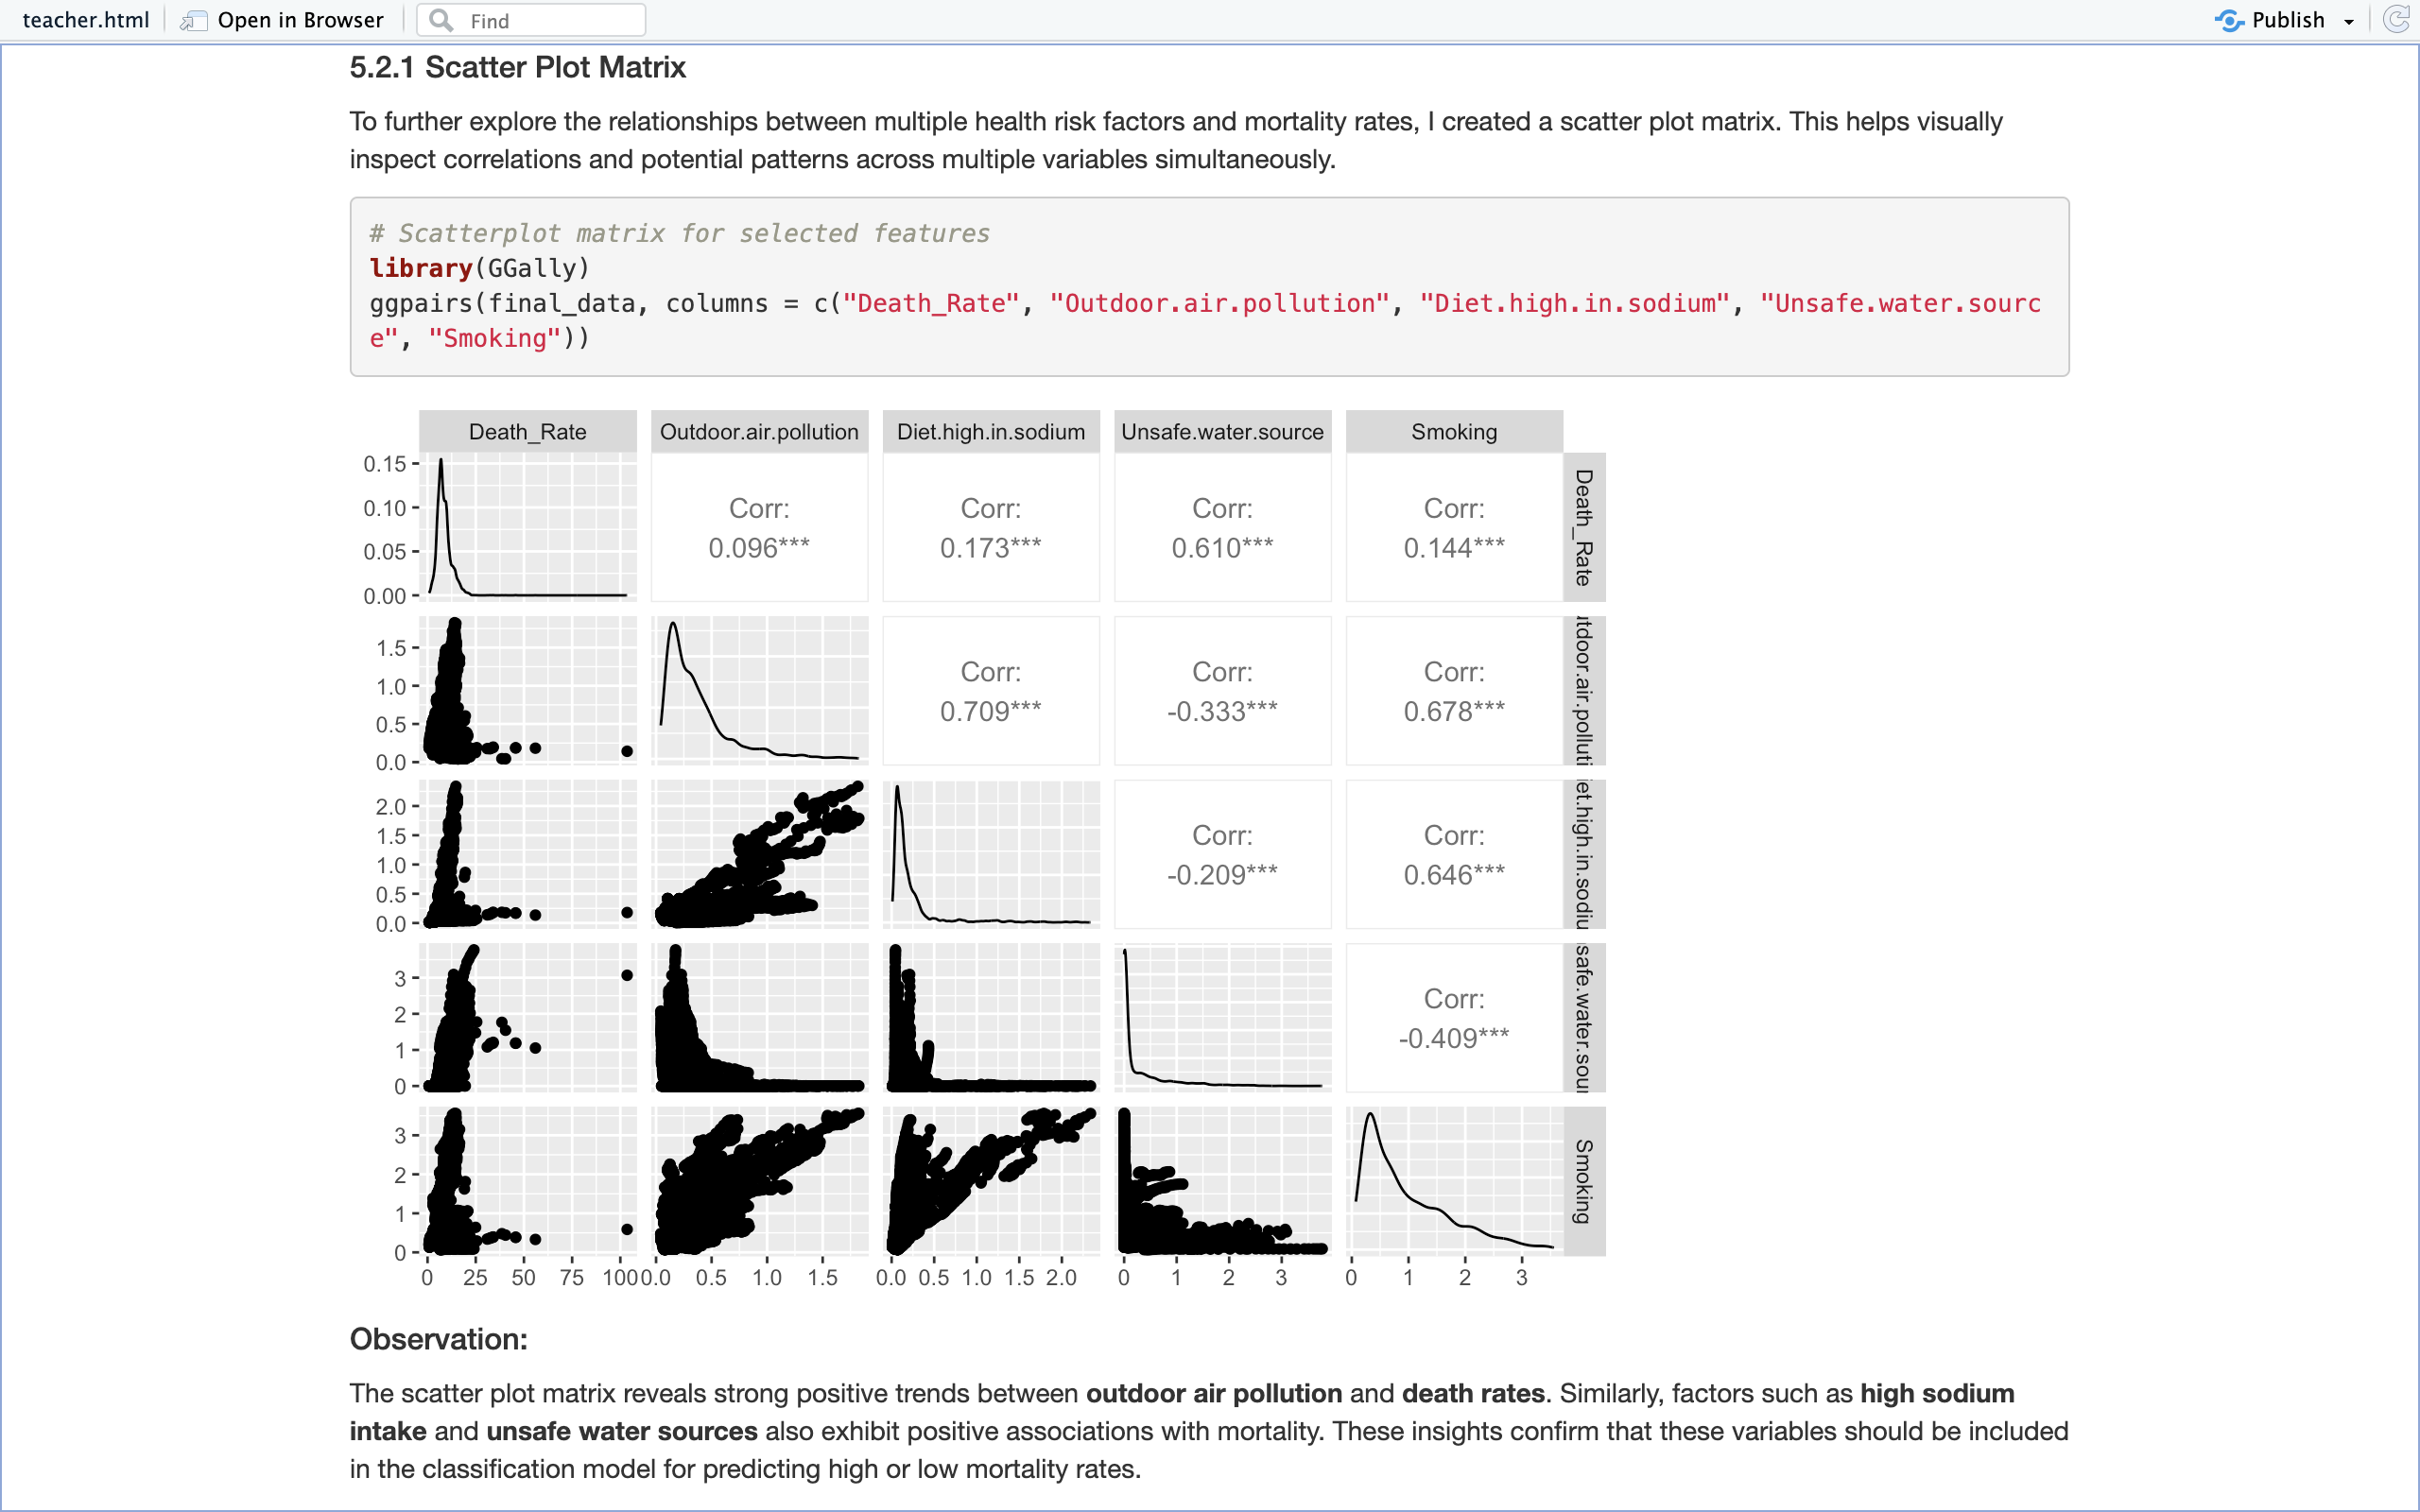 teacher.html Open in Browser Find Publish
5.2.1 Scatter Plot Matrix
To further explore the relationships between multiple health risk factors and mortality rates, I created a scatter plot matrix. This helps visually
inspect correlations and potential patterns across multiple variables simultaneously.
# Scatterplot matrix for selected features
library(GGally)
ggpairs(final_data, columns = c("Death_Rate", "Outdoor.air.pollution", "Diet.high.in.sodium", "Unsafe.water.sourc
e", "Smoking"))
Death_Rate Outdoor.air.pollution Diet.high.in.sodium Unsafe.water.source Smoking
0.15
0.10
0.05
0.00
Corr:
0.096***
Corr:
0.173***
Corr:
0.610***
Corr:
0.144***
Death_Rate
1.5
1.0
0.5
0.0
Corr:
0.709***
Corr:
-0.333***
Corr:
0.678***
utdoor.air.polluti
2.0
1.5
1.0
0.5
0.0
Corr:
-0.209***
Corr:
0.646***
iet.high.in.sodiu
3
2
1
0
Corr:
-0.409***
safe.water.sour
3
2
1
0
Smoking
0 25 50 75 100 0.0 0.5 1.0 1.5 0.0 0.5 1.0 1.5 2.0 0 1 2 3 0 1 2 3
Observation:
The scatter plot matrix reveals strong positive trends between outdoor air pollution and death rates. Similarly, factors such as high sodium
intake and unsafe water sources also exhibit positive associations with mortality. These insights confirm that these variables should be included
in the classification model for predicting high or low mortality rates.